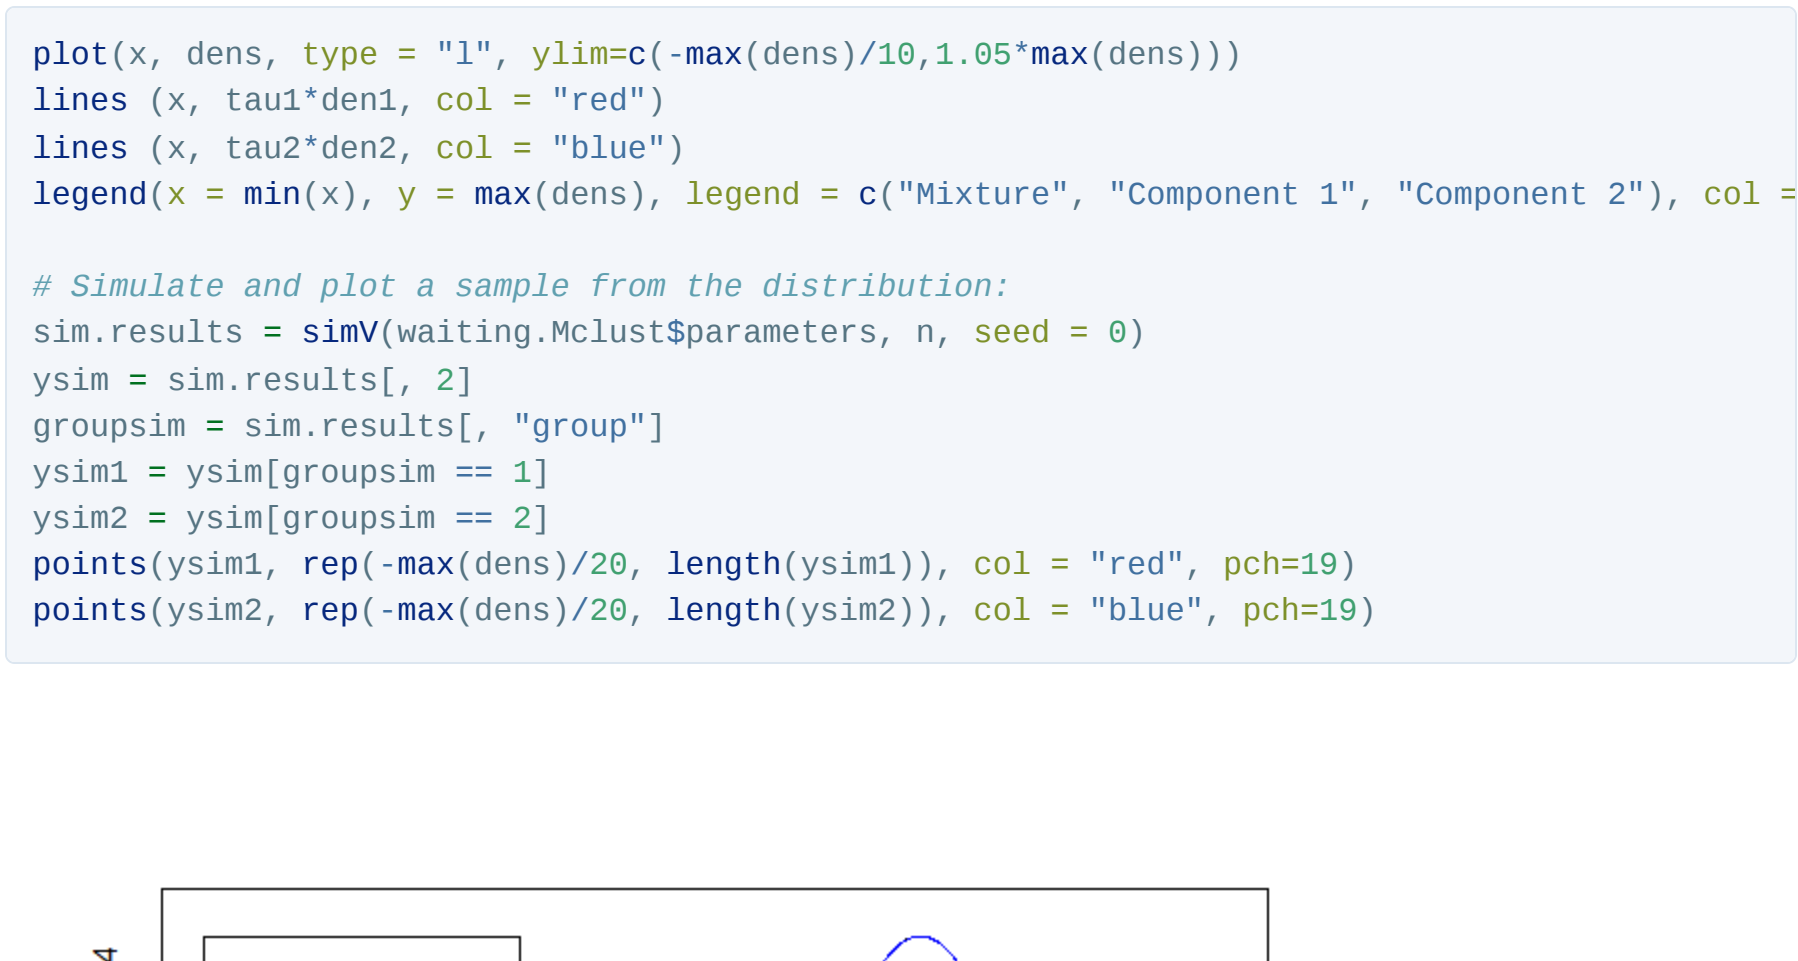 plot(x, dens, type = "l", ylim=c(-max(dens)/10,1.05*max(dens)))
lines (x, tau1*den1, col = "red")
lines (x, tau2*den2, col = "blue")
legend(x = min(x), y = max(dens), legend = c("Mixture", "Component 1", "Component 2"), col =
# Simulate and plot a sample from the distribution:
sim.results = simV(waiting.Mclust$parameters, n, seed = 0)
ysim = sim.results[, 2]
groupsim = sim.results[, "group"]
ysim1 = ysim[groupsim == 1]
ysim2 = ysim[groupsim == 2]
points(ysim1, rep(-max(dens)/20, length(ysim1)), col = "red", pch=19)
points(ysim2, rep(-max(dens)/20, length(ysim2)), col = "blue", pch=19)
4